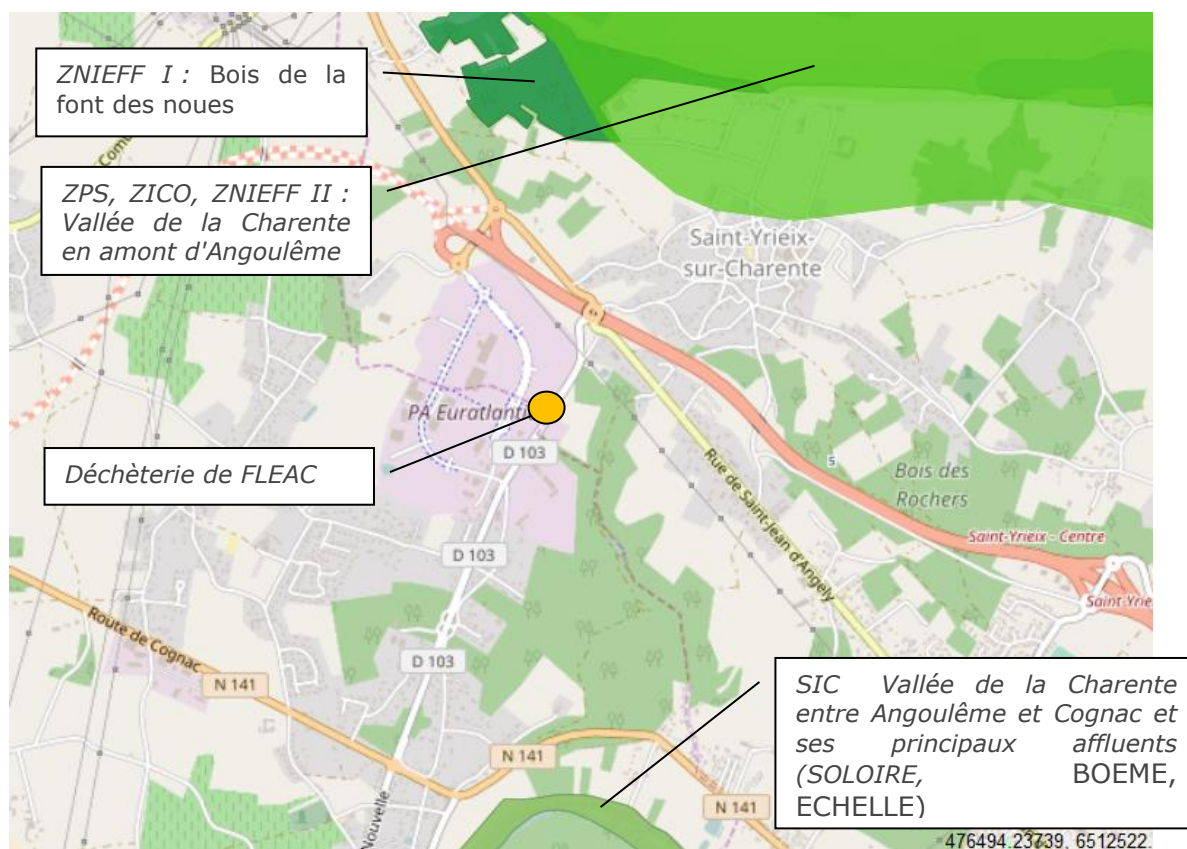 ZNIEFF I : Bois de la
font des noues
ZPS, ZICO, ZNIEFF II :
Vallée de la Charente
en amont d'Angoulême
Saint-Yrieix-
sur-Charente
PA Euratlant
Déchèterie de FLEAC
D 103
Rue de Saint-Jean d'Angely
Bois des
Rochers
Saint-Yrieix - Centre
D 103
Saint Yrie
Route de Cognac
D 103
N 141
SIC Vallée de la Charente
entre Angoulême et Cognac et
ses principaux affluents
(SOLOIRE, BOEME,
ECHELLE)
N 141
N 141
Nouvelle
476494.23739, 6512522.